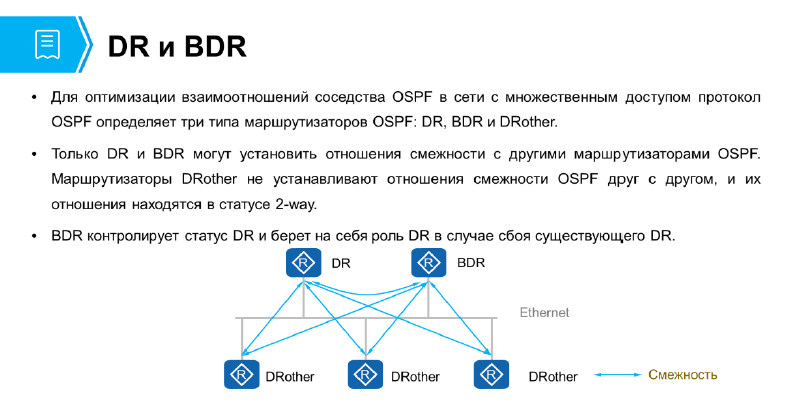 DR и BDR
• Для оптимизации взаимоотношений соседства OSPF в сети с множественным доступом протокол
OSPF определяет три типа маршрутизаторов OSPF: DR, BDR и DRother.
• Только DR и BDR могут установить отношения смежности с другими маршрутизаторами OSPF.
Маршрутизаторы DRother не устанавливают отношения смежности OSPF друг с другом, и их
отношения находятся в статусе 2-way.
• BDR контролирует статус DR и берет на себя роль DR в случае сбоя существующего DR.
R DR R BDR
Ethernet
R DRother R DRother R DRother Смежность